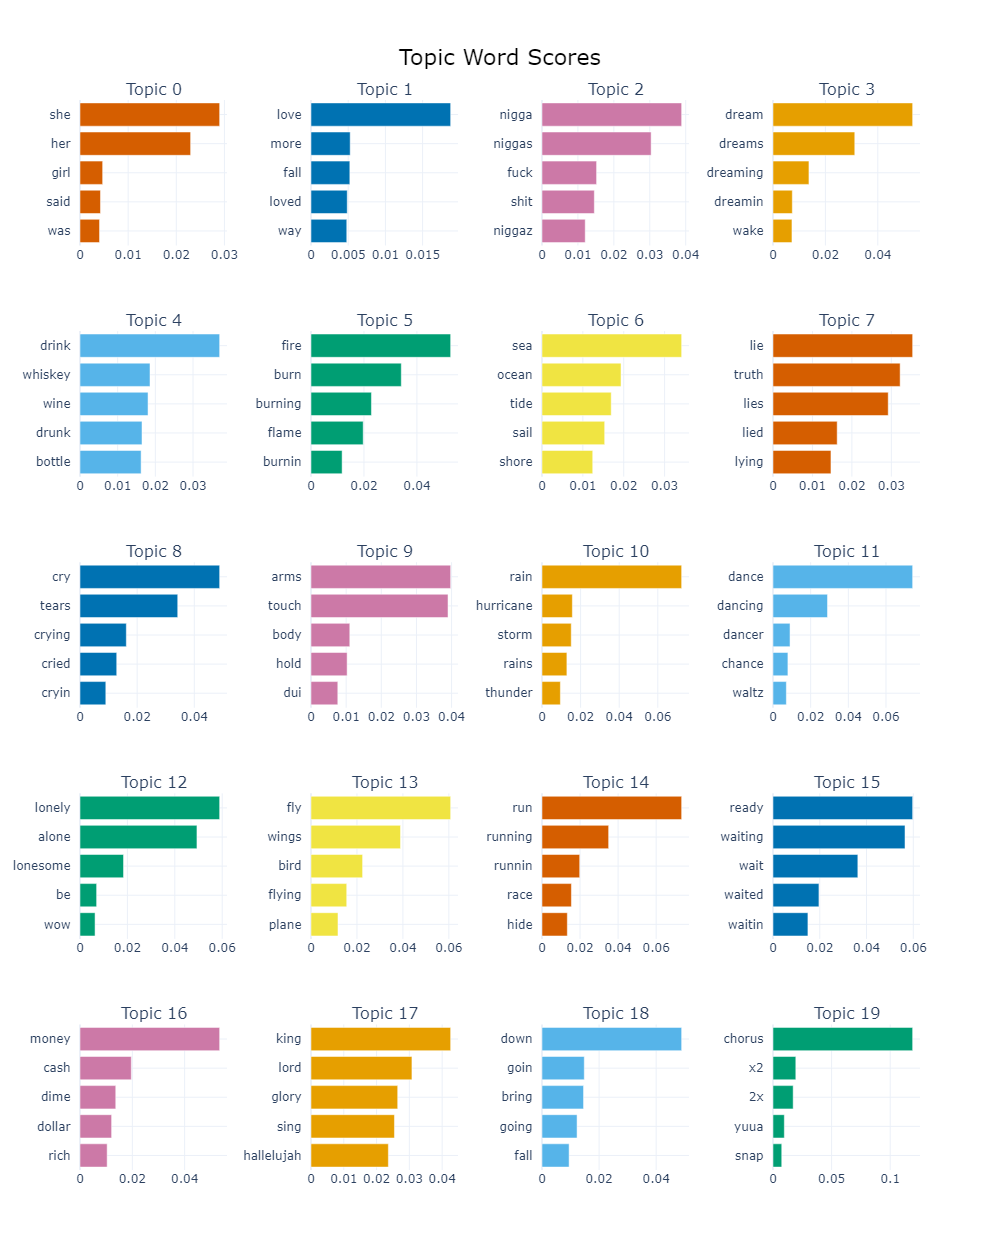 Topic Word Scores
Topic 0
she
her
girl
said
was
0 0.01 0.02 0.03
Topic 1
love
more
fall
loved
way
0 0.005 0.01 0.015
Topic 2
nigga
niggas
fuck
shit
niggaz
0 0.01 0.02 0.03 0.04
Topic 3
dream
dreams
dreaming
dreamin
wake
0 0.02 0.04
Topic 4
drink
whiskey
wine
drunk
bottle
0 0.01 0.02 0.03
Topic 5
fire
burn
burning
flame
burnin
0 0.02 0.04
Topic 6
sea
ocean
tide
sail
shore
0 0.01 0.02 0.03
Topic 7
lie
truth
lies
lied
lying
0 0.01 0.02 0.03
Topic 8
cry
tears
crying
cried
cryin
0 0.02 0.04
Topic 9
arms
touch
body
hold
dui
0 0.01 0.02 0.03 0.04
Topic 10
rain
hurricane
storm
rains
thunder
0 0.02 0.04 0.06
Topic 11
dance
dancing
dancer
chance
waltz
0 0.02 0.04 0.06
Topic 12
lonely
alone
lonesome
be
wow
0 0.02 0.04 0.06
Topic 13
fly
wings
bird
flying
plane
0 0.02 0.04 0.06
Topic 14
run
running
runnin
race
hide
0 0.02 0.04 0.06
Topic 15
ready
waiting
wait
waited
waitin
0 0.02 0.04 0.06
Topic 16
money
cash
dime
dollar
rich
0 0.02 0.04
Topic 17
king
lord
glory
sing
hallelujah
0 0.01 0.02 0.03 0.04
Topic 18
down
goin
bring
going
fall
0 0.02 0.04
Topic 19
chorus
x2
2x
yuua
snap
0 0.05 0.1